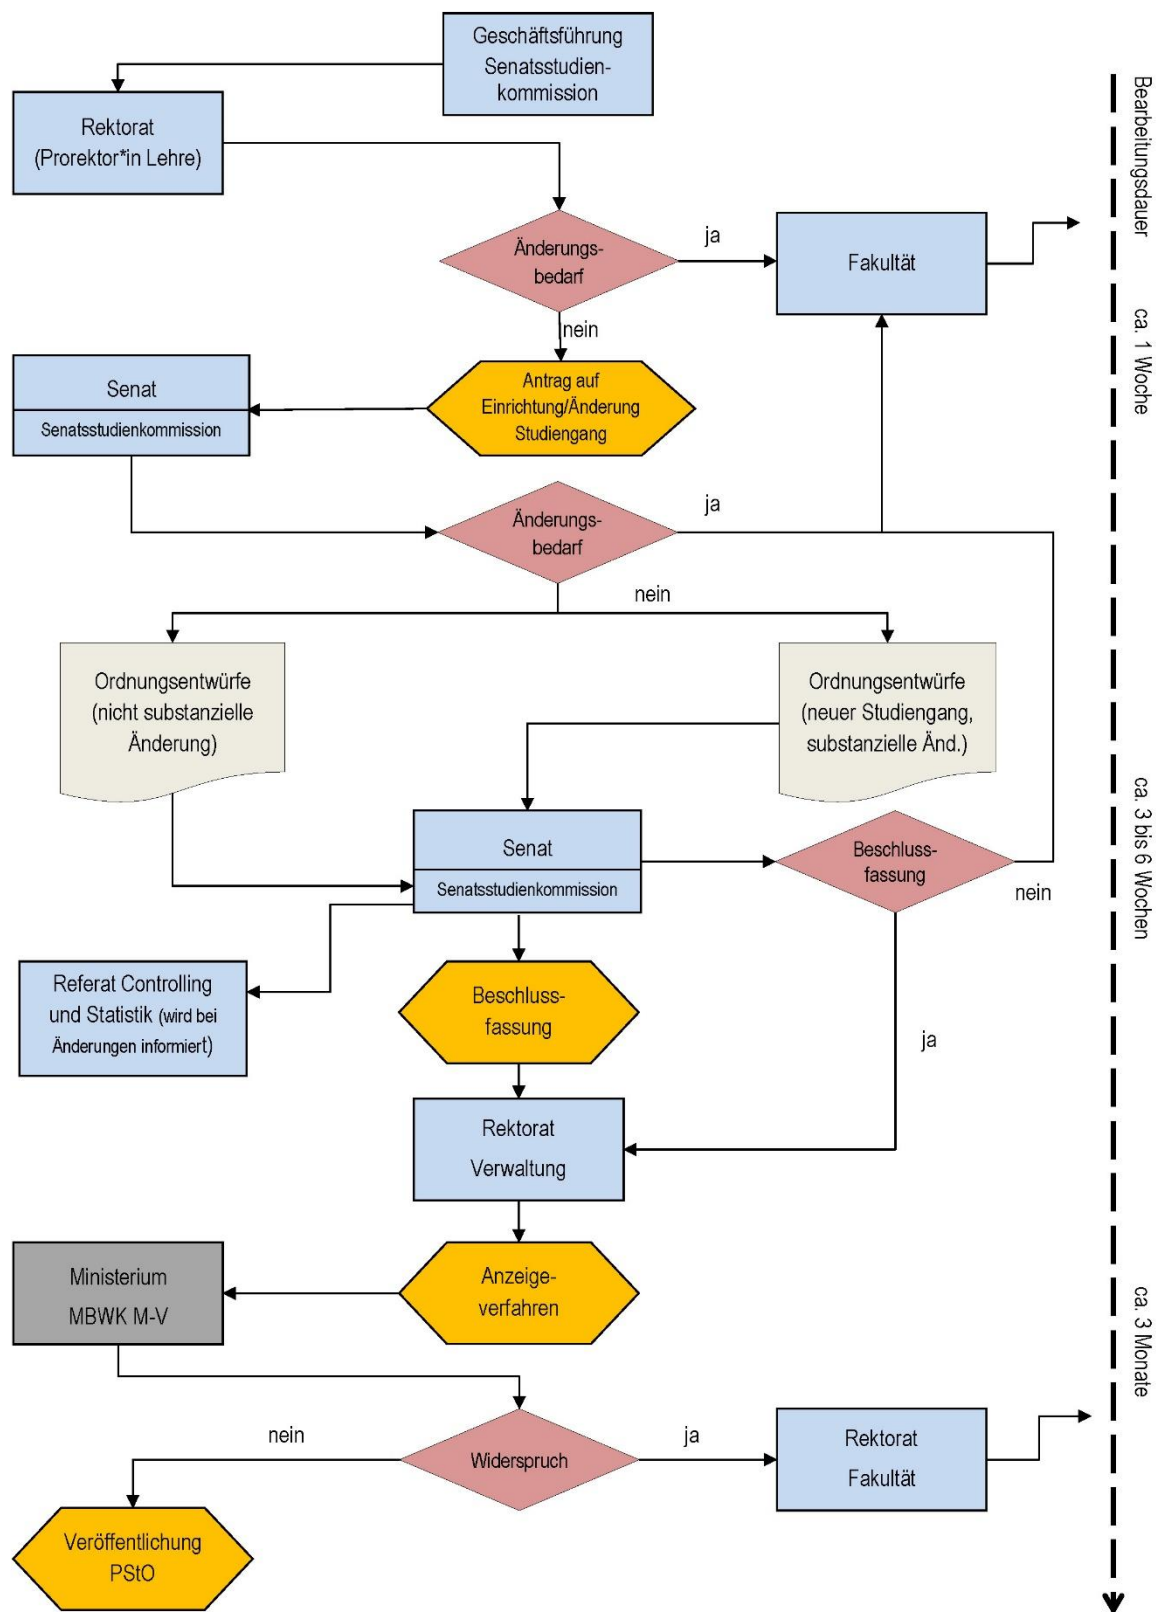 Geschäftsführung
Senatsstudien-
kommission
Rektorat
(Prorektor*in Lehre)
Bearbeitungsdauer
Änderungs-
bedarf
ja
Fakultät
nein
ca. 1 Woche
Antrag auf
Einrichtung/Änderung
Studiengang
Senat
Senatsstudienkommission
Änderungs-
bedarf
ja
nein
Ordnungsentwürfe
(nicht substanzielle
Änderung)
Ordnungsentwürfe
(neuer Studiengang,
substanzielle Änd.)
ca. 3 bis 6 Wochen
Senat
Senatsstudienkommission
Beschluss-
fassung
nein
Referat Controlling
und Statistik (wird bei
Änderungen informiert)
Beschluss-
fassung
ja
Rektorat
Verwaltung
Anzeige-
verfahren
Ministerium
MBWK M-V
ca. 3 Monate
nein
Widerspruch
ja
Rektorat
Fakultät
Veröffentlichung
PStO